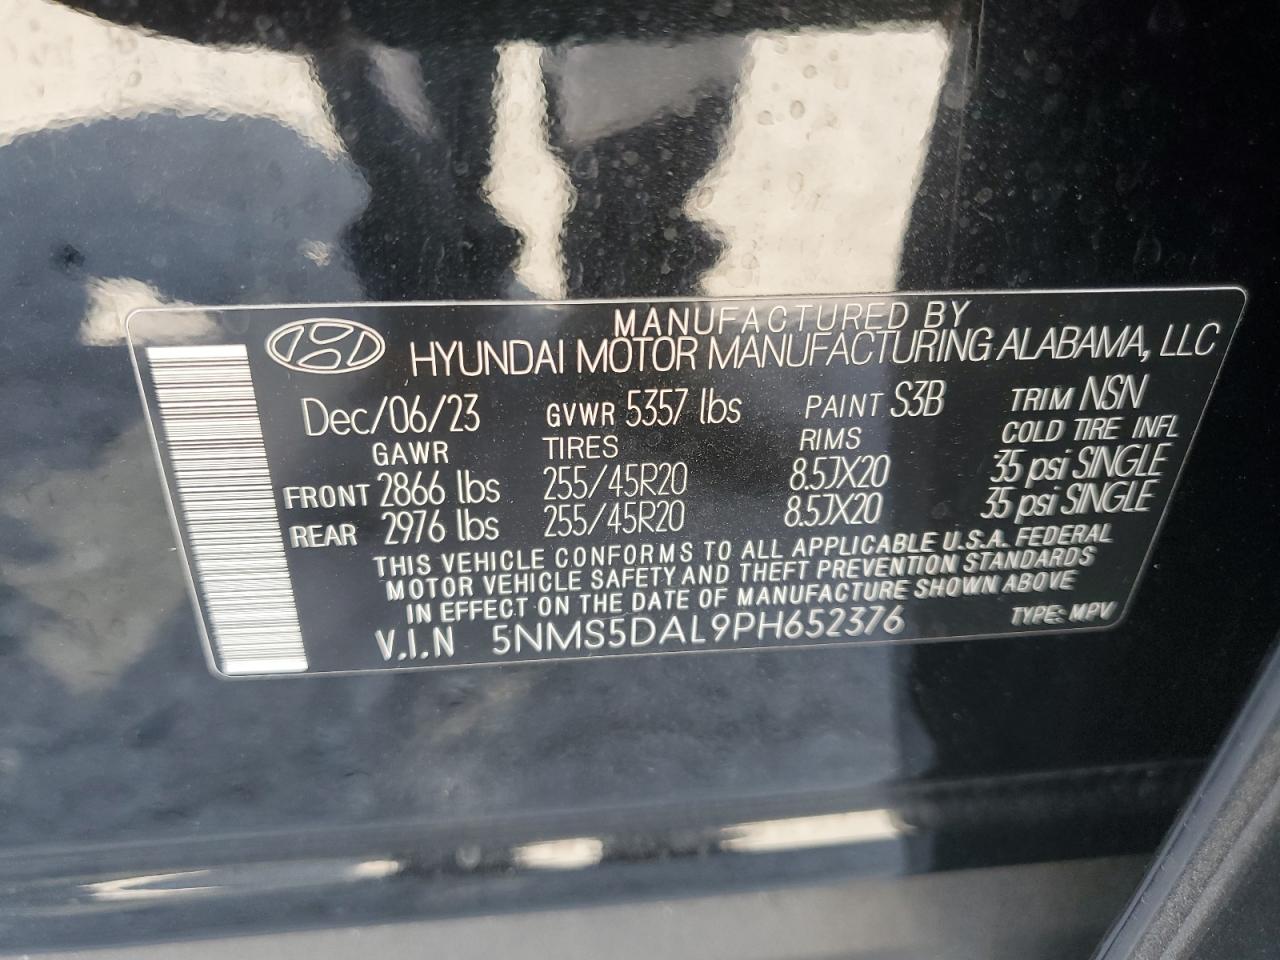 MANUFACTURED BY
HYUNDAI MOTOR MANUFACTURING ALABAMA, LLC
Dec/06/23 GVWR 5357 lbs PAINT S3B TRIM NSN
GAWR TIRES RIMS COLD TIRE INFL
FRONT 2866 lbs 255/45R20 8.5JX20 35 psi SINGLE
REAR 2976 lbs 255/45R20 8.5JX20 35 psi SINGLE
THIS VEHICLE CONFORMS TO ALL APPLICABLE U.S.A. FEDERAL
MOTOR VEHICLE SAFETY AND THEFT PREVENTION STANDARDS
IN EFFECT ON THE DATE OF MANUFACTURE SHOWN ABOVE
V.I.N 5NMS5DAL9PH652376 TYPE: MPV